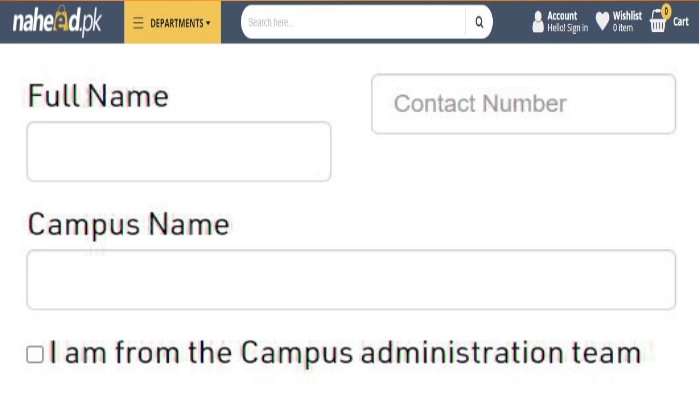 naheed.pk
DEPARTMENTS
Search here...
Account
Hello! Sign in
Wishlist
0 item
0
Cart
Full Name
Contact Number
Campus Name
I am from the Campus administration team